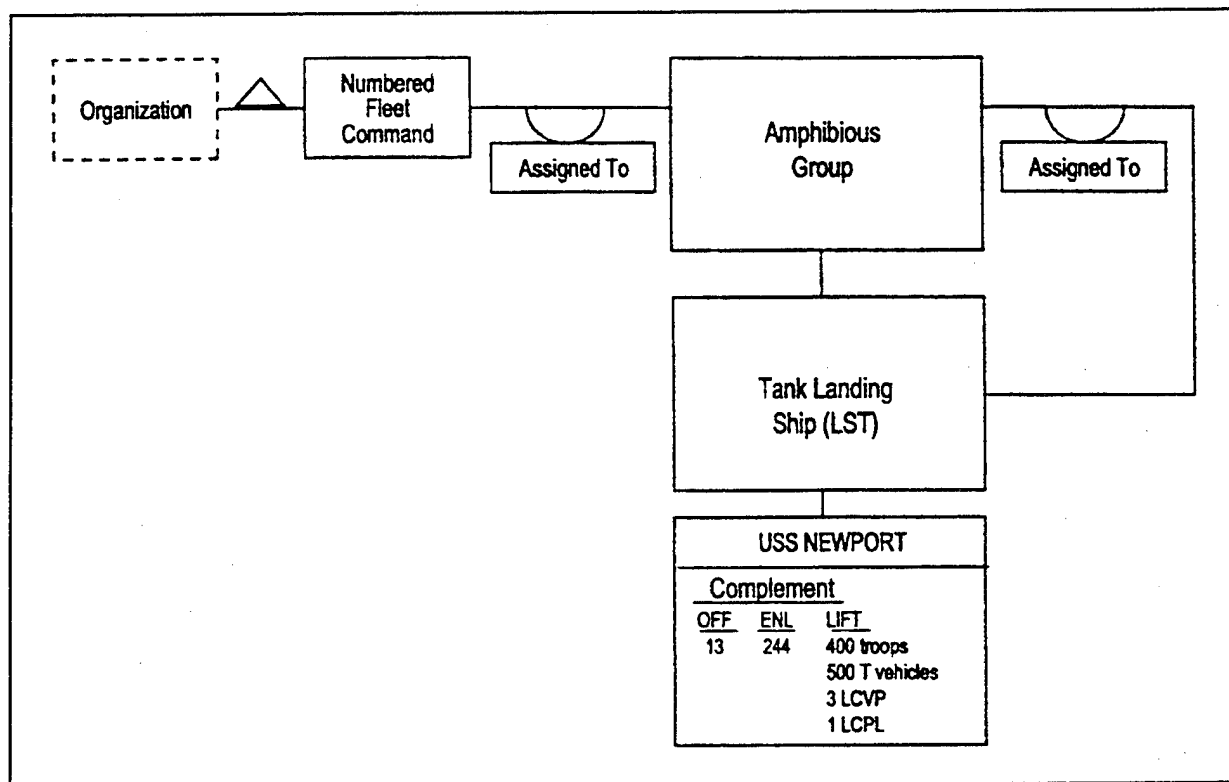 Organization
Numbered
Fleet
Command
Assigned To
Amphibious
Group
Assigned To
Tank Landing
Ship (LST)
USS NEWPORT
Complement
OFF ENL LIFT
13 244 400 troops
500 T vehicles
3 LCVP
1 LCPL